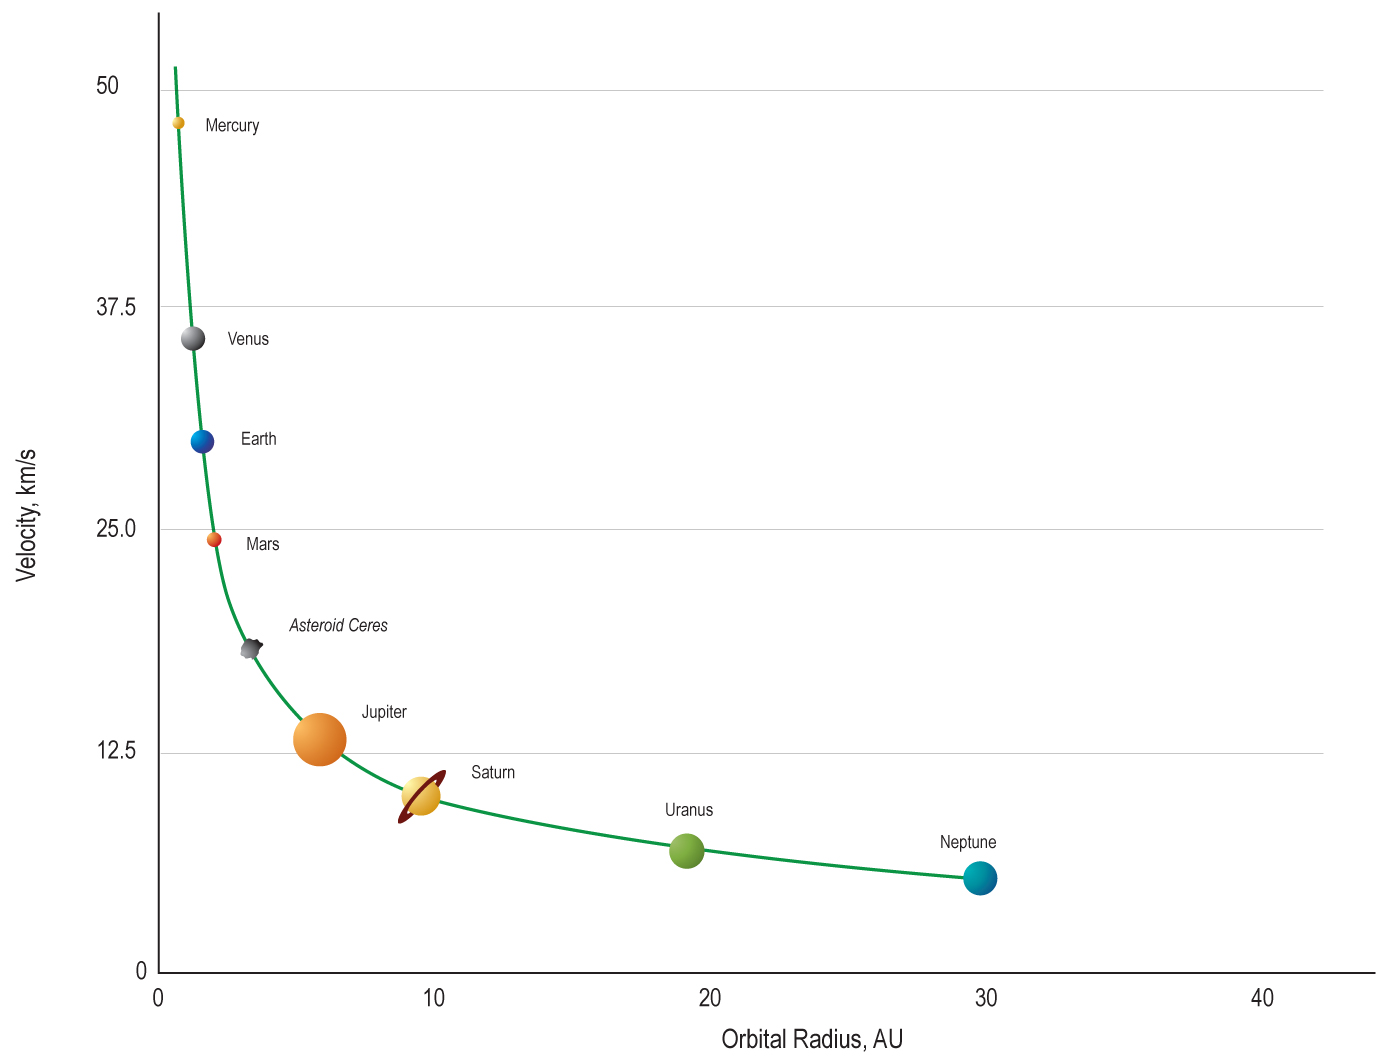 50
Mercury
37.5
Venus
Earth
Velocity, km/s
25.0
Mars
Asteroid Ceres
Jupiter
12.5
Saturn
Uranus
Neptune
0
0 10 20 30 40
Orbital Radius, AU